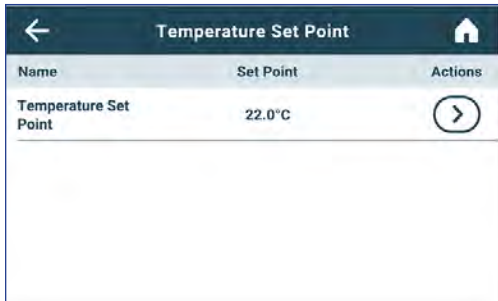 Temperature Set Point
Name Set Point Actions
Temperature Set
Point
22.0°C